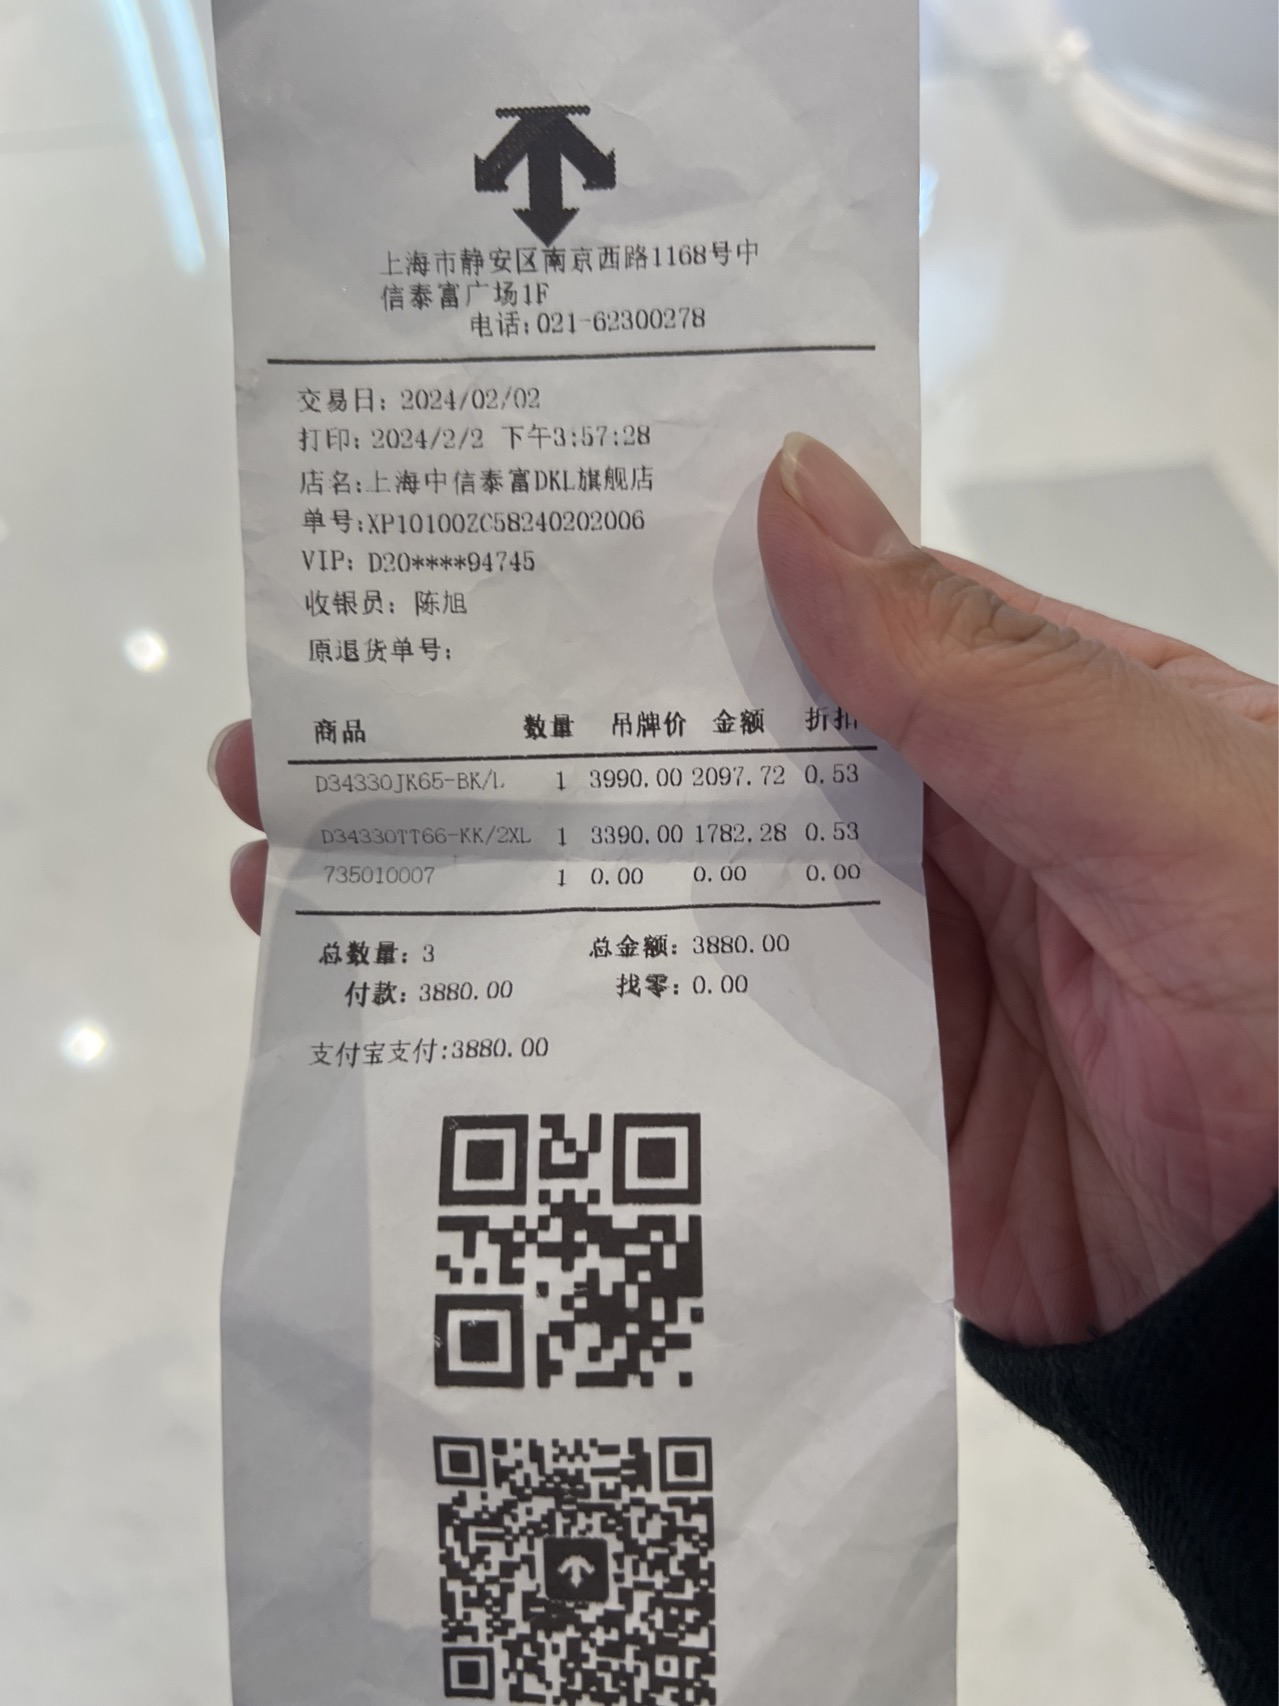 上海市静安区南京西路1168号中
信泰富广场1F
电话:021-62300278
交易日: 2024/02/02
打印: 2024/2/2 下午3:57:28
店名:上海中信泰富DKL旗舰店
单号:XP10100ZC58240202006
VIP: D20****94745
收银员: 陈旭
原退货单号:
商品 数量 吊牌价 金额 折扣
D34330JK65-BK/L 1 3990.00 2097.72 0.53
D34330TT66-KK/2XL 1 3390.00 1782.28 0.53
735010007 1 0.00 0.00 0.00
总数量: 3 总金额: 3880.00
付款: 3880.00 找零: 0.00
支付宝支付:3880.00